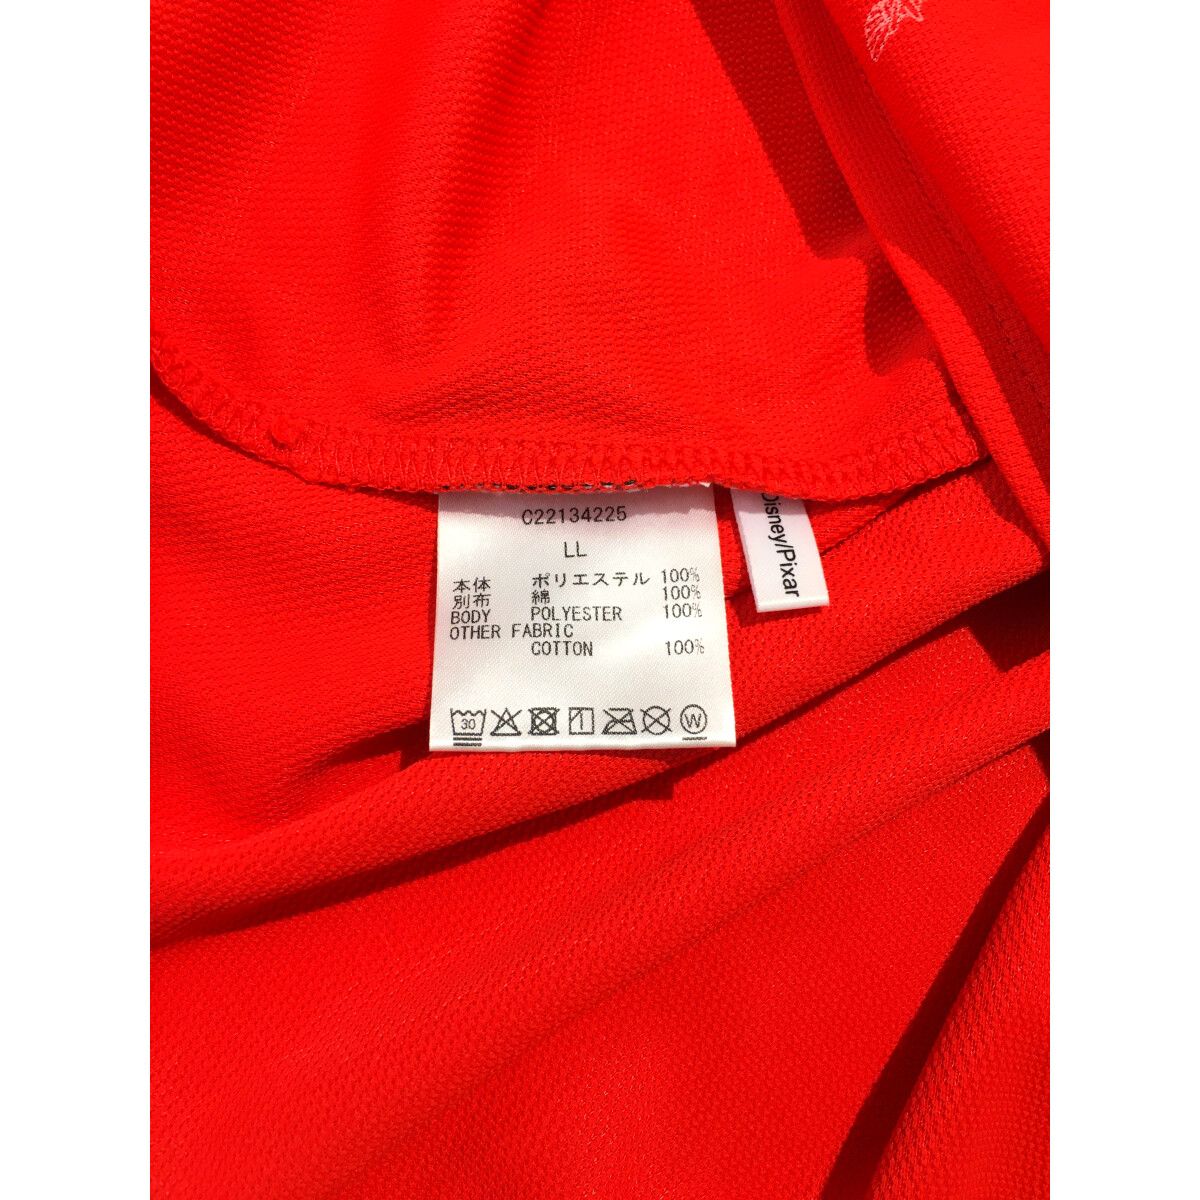 C22134225
LL
本体 ポリエステル 100%
別布 綿 100%
BODY POLYESTER 100%
OTHER FABRIC
COTTON 100%
30
W
Disney/Pixar